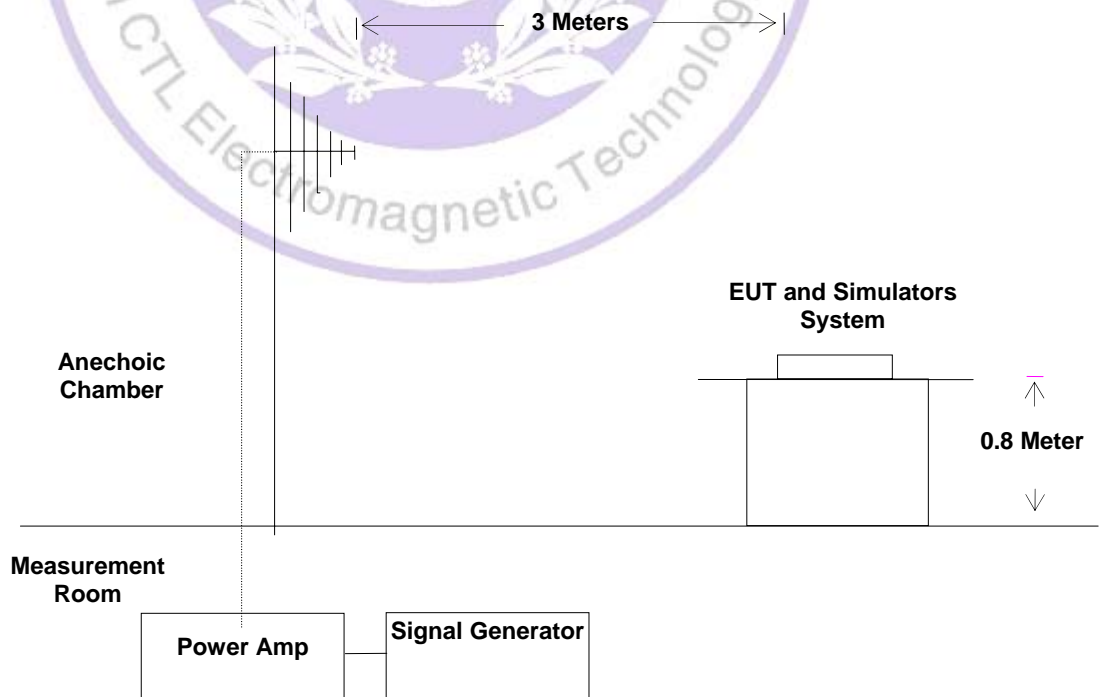 3 Meters
CTL Electromagnetic Technology
EUT and Simulators
System
Anechoic
Chamber
0.8 Meter
Measurement
Room
Power Amp
Signal Generator